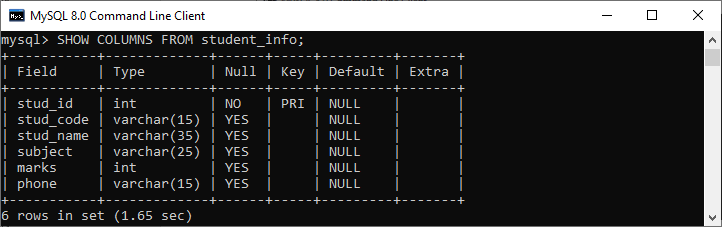 MySQL 8.0 Command Line Client
mysql> SHOW COLUMNS FROM student_info;
+-----------+-------------+------+-----+---------+-------+
| Field     | Type        | Null | Key | Default | Extra |
+-----------+-------------+------+-----+---------+-------+
| stud_id   | int         | NO   | PRI | NULL    |       |
| stud_code | varchar(15) | YES  |     | NULL    |       |
| stud_name | varchar(35) | YES  |     | NULL    |       |
| subject   | varchar(25) | YES  |     | NULL    |       |
| marks     | int         | YES  |     | NULL    |       |
| phone     | varchar(15) | YES  |     | NULL    |       |
+-----------+-------------+------+-----+---------+-------+
6 rows in set (1.65 sec)